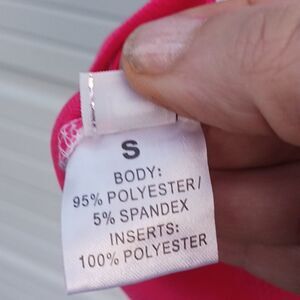 S
BODY:
95% POLYESTER/
5% SPANDEX
INSERTS:
100% POLYESTER